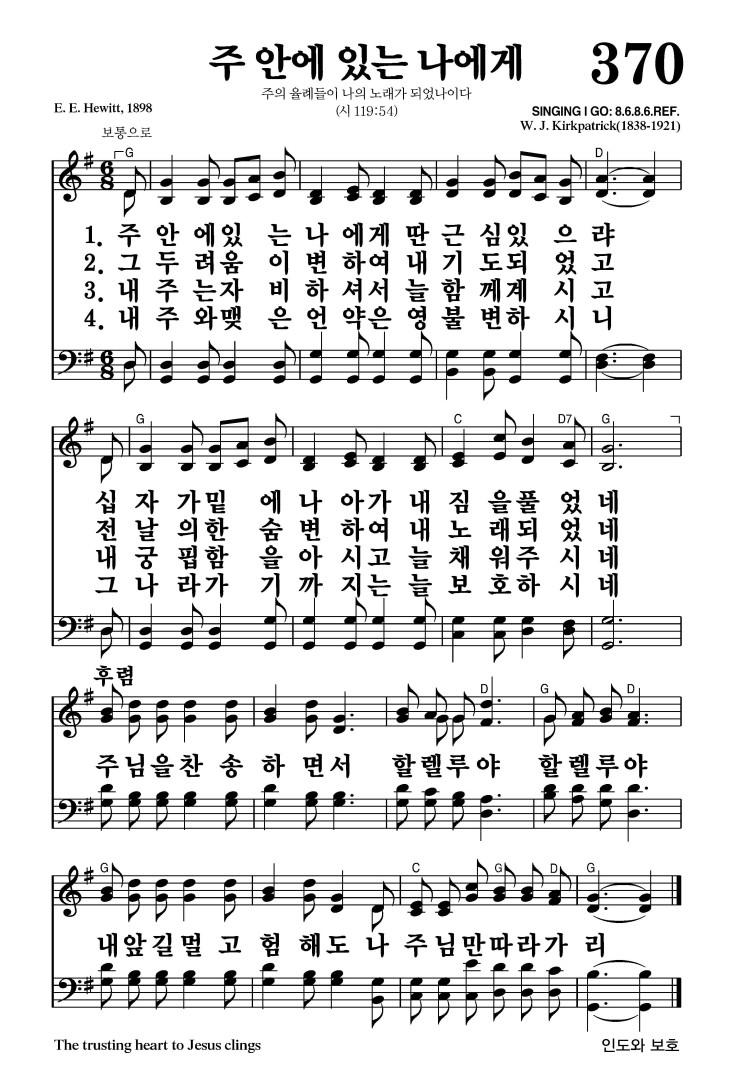 주 안에 있는 나에게 370
주의 율례들이 나의 노래가 되었나이다
(시 119:54)
E. E. Hewitt, 1898
SINGING I GO: 8.6.8.6.REF.
W. J. Kirkpatrick(1838-1921)
보통으로
G D
1. 주 안 에있 는 나 에게 딴 근 심있 으 랴
2. 그 두 려움 이 변 하여 내 기 도되 었 고
3. 내 주 는자 비 하 셔서 늘 함 께계 시 고
4. 내 주 와맺 은 언 약은 영 불 변하 시 니
G C D7 G
십 자 가밑 에 나 아가 내 짐 을풀 었 네
전 날 의한 숨 변 하여 내 노 래되 었 네
내 궁 핍함 을 아 시고 늘 채 워주 시 네
그 나 라가 기 까 지는 늘 보 호하 시 네
후렴
D G D
주님을찬 송 하 면서 할렐루야 할렐루야
G C G D G
내앞길멀 고 험 해도 나 주님만따라가 리
The trusting heart to Jesus clings
인도와 보호